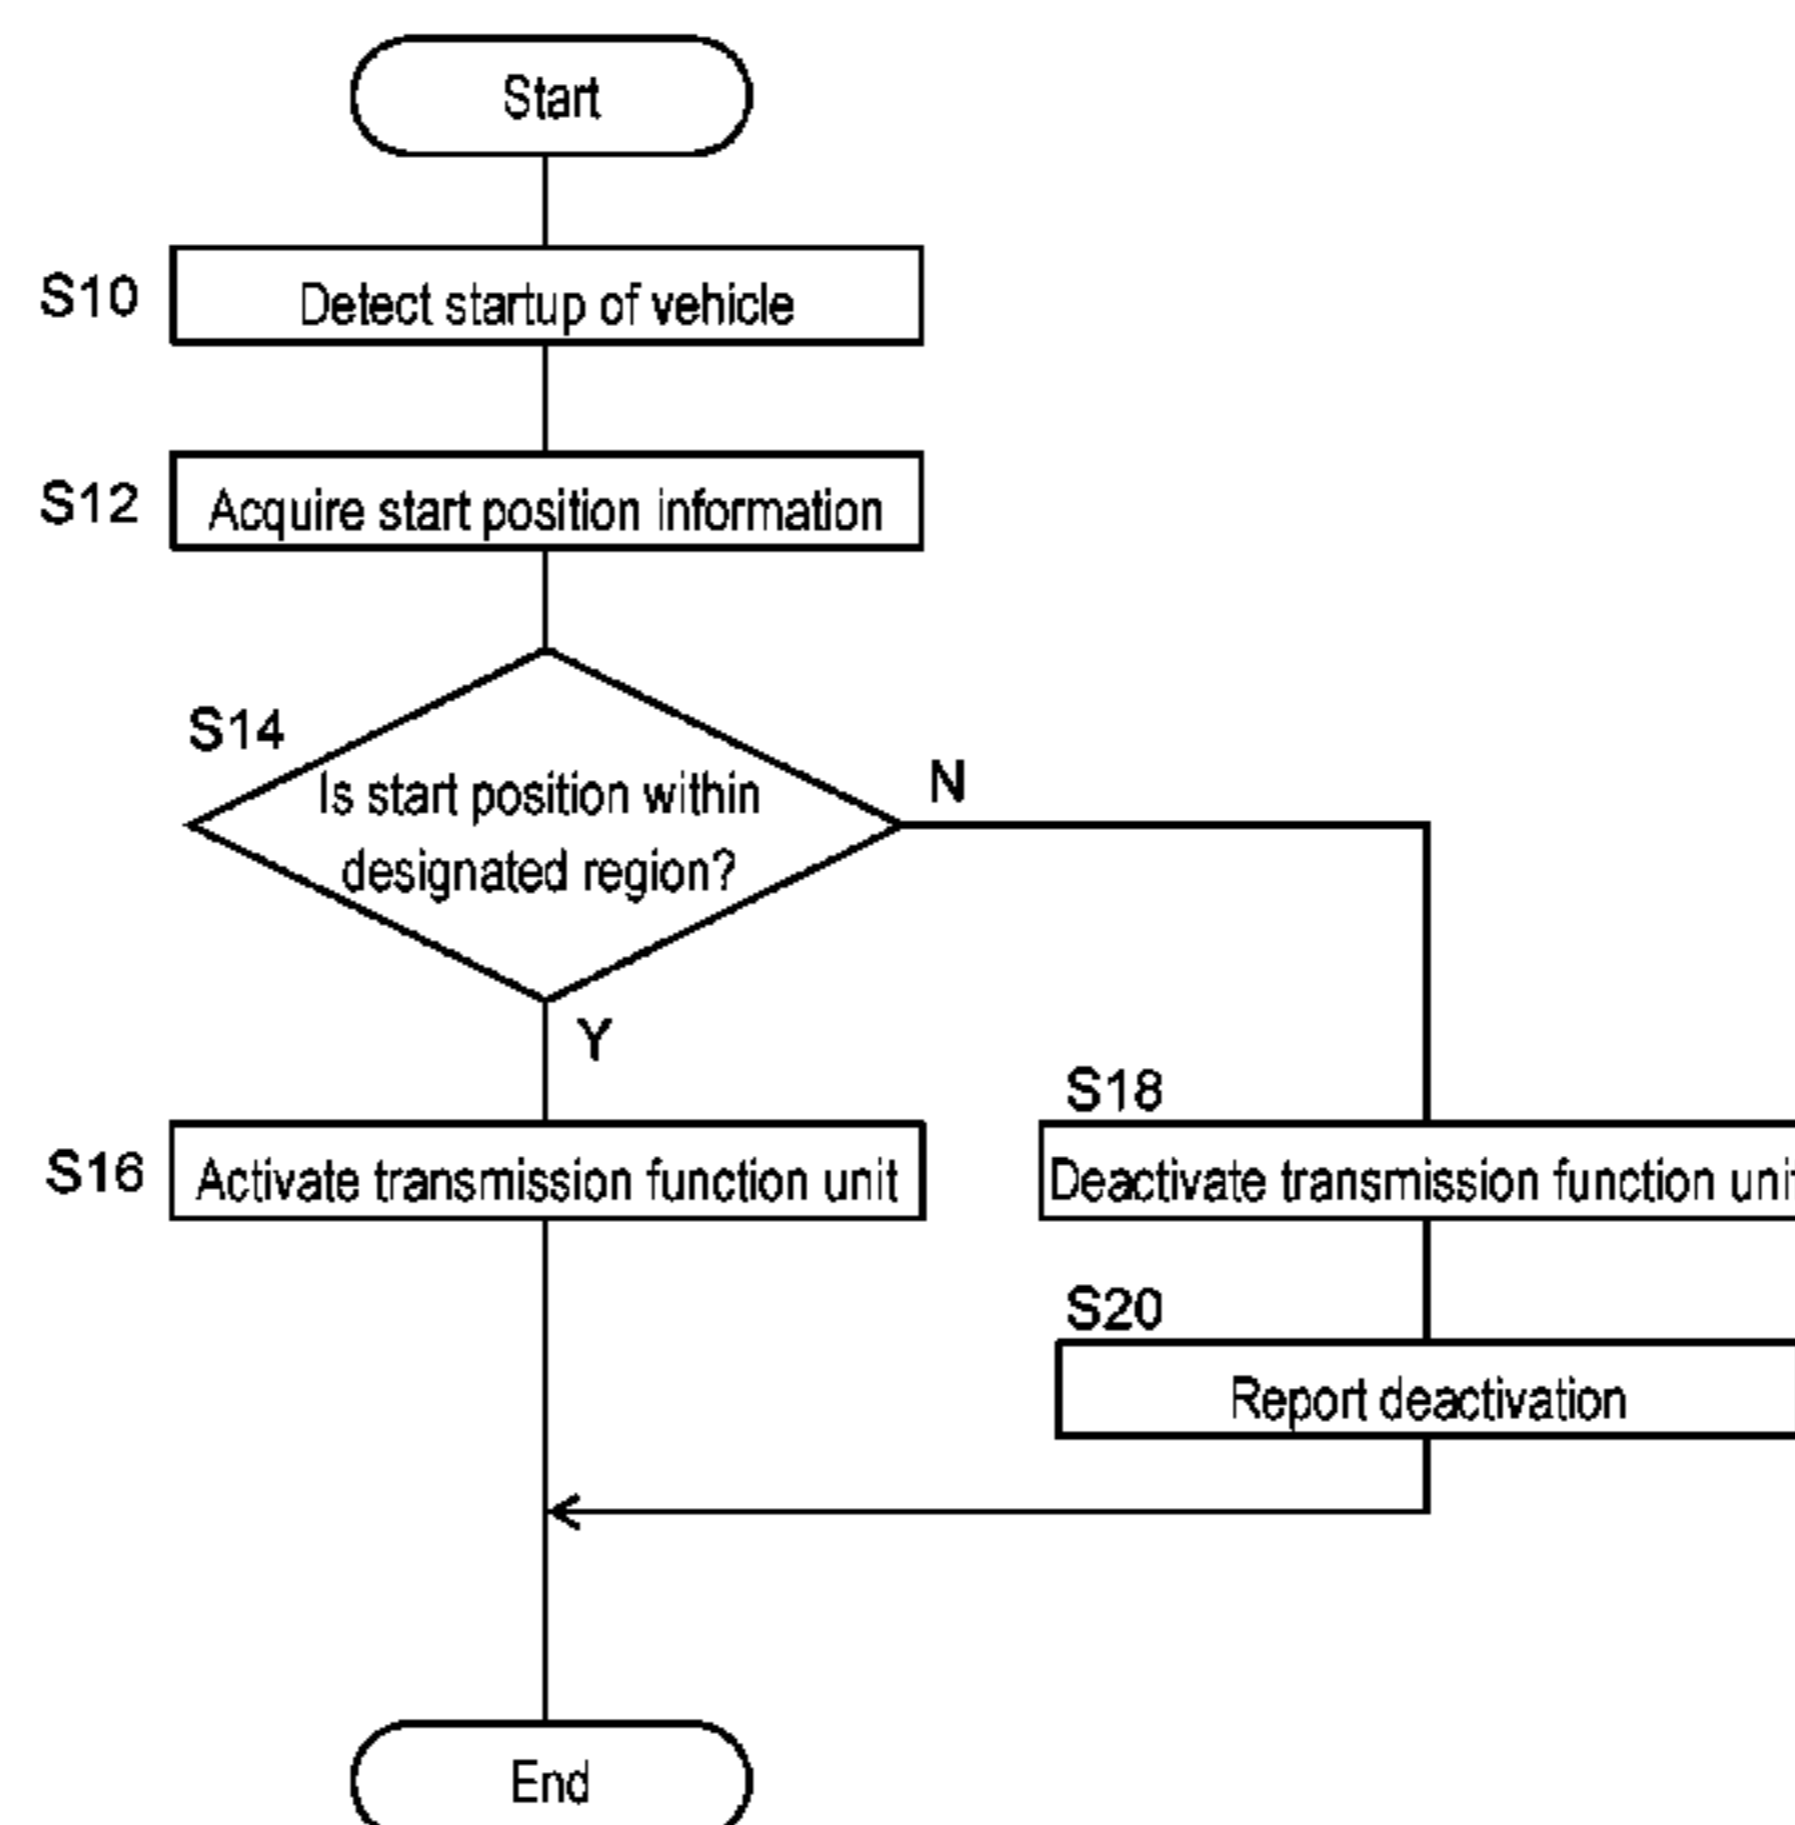 Start
S10
Detect startup of vehicle
S12
Acquire start position information
S14
Is start position within
designated region?
N
Y
S16
Activate transmission function unit
S18
Deactivate transmission function unit
S20
Report deactivation
End